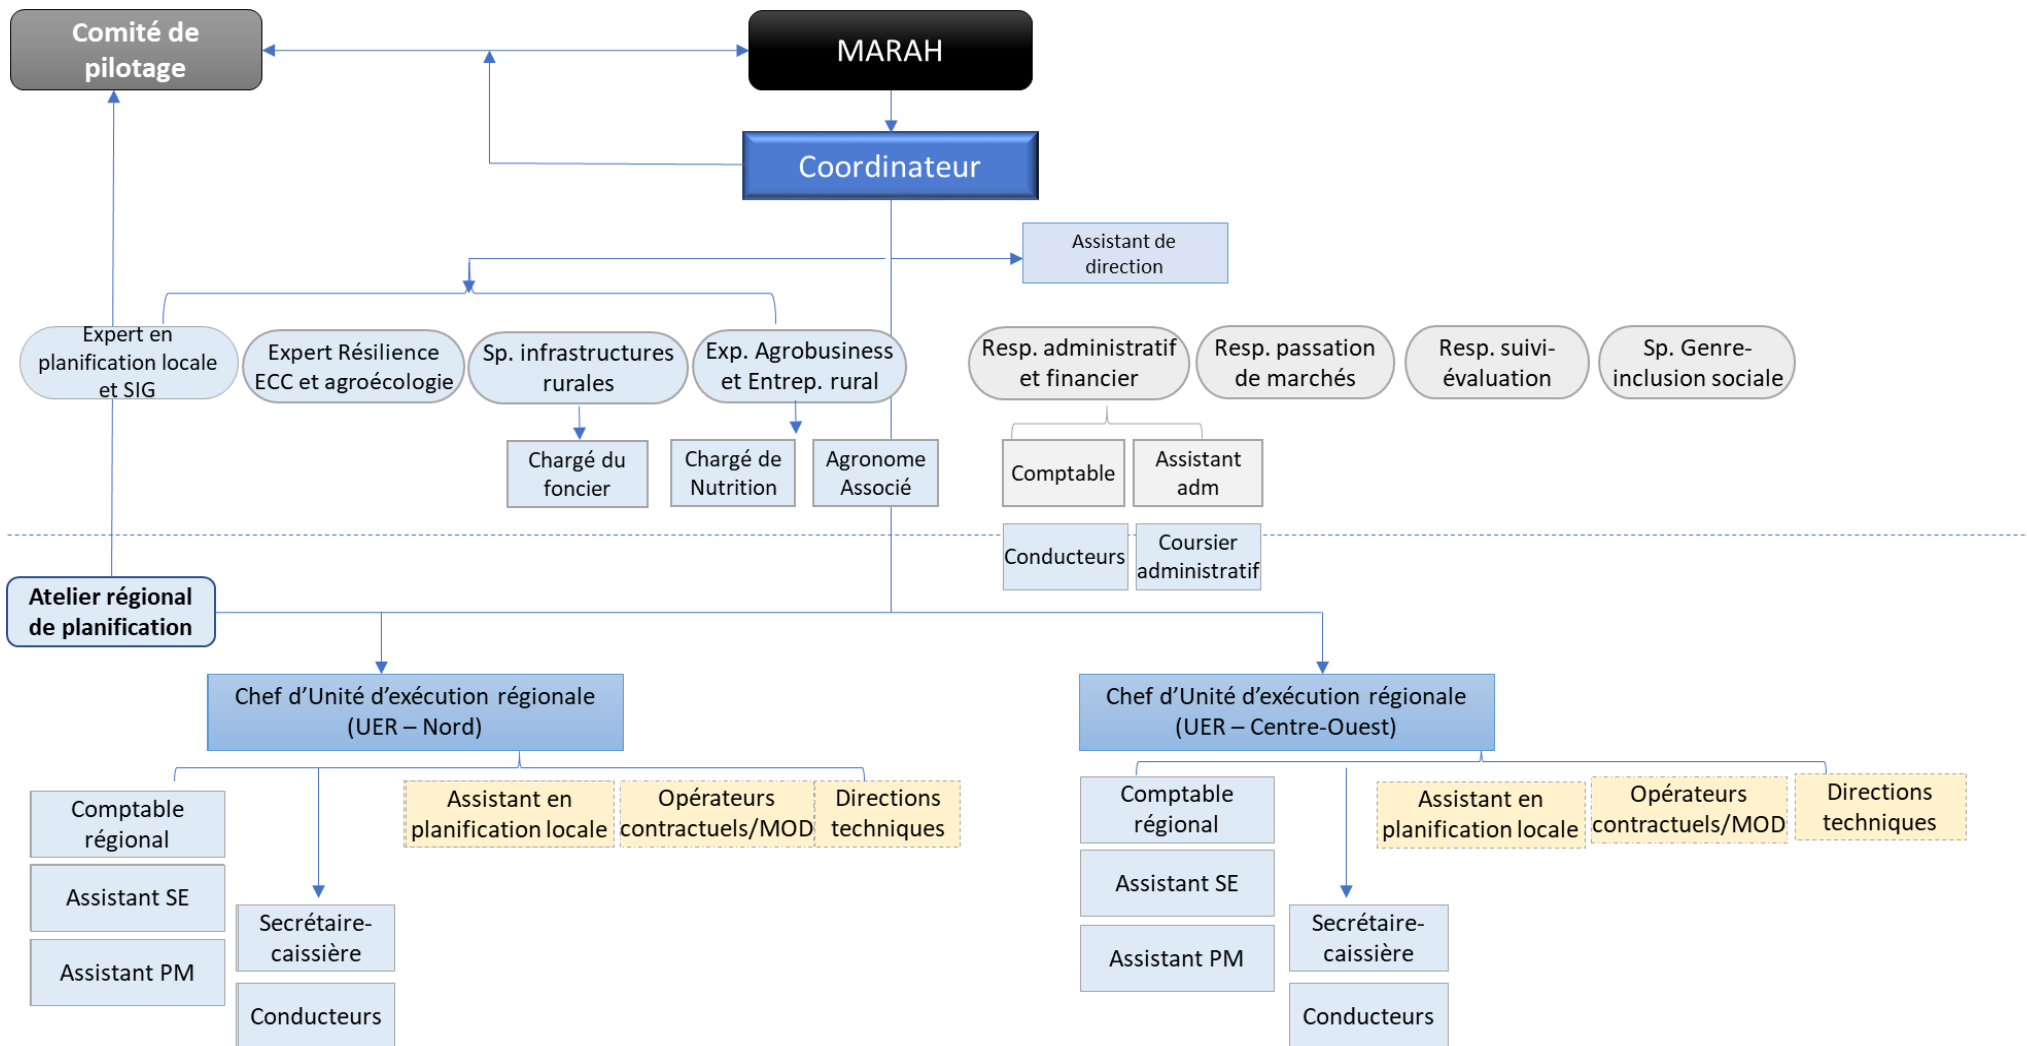 Comité de
pilotage
MARAH
Coordinateur
Assistant de
direction
Expert en
planification locale
et SIG
Expert Résilience
ECC et agroécologie
Sp. infrastructures
rurales
Exp. Agrobusiness
et Entrep. rural
Resp. administratif
et financier
Resp. passation
de marchés
Resp. suivi-
évaluation
Sp. Genre-
inclusion sociale
Chargé du
foncier
Chargé de
Nutrition
Agronome
Associé
Comptable
Assistant
adm
Conducteurs
Coursier
administratif
Atelier régional
de planification
Chef d’Unité d’exécution régionale
(UER – Nord)
Chef d’Unité d’exécution régionale
(UER – Centre-Ouest)
Comptable
régional
Assistant SE
Assistant PM
Secrétaire-
caissière
Conducteurs
Assistant en
planification locale
Opérateurs
contractuels/MOD
Directions
techniques
Comptable
régional
Assistant SE
Assistant PM
Secrétaire-
caissière
Conducteurs
Assistant en
planification locale
Opérateurs
contractuels/MOD
Directions
techniques